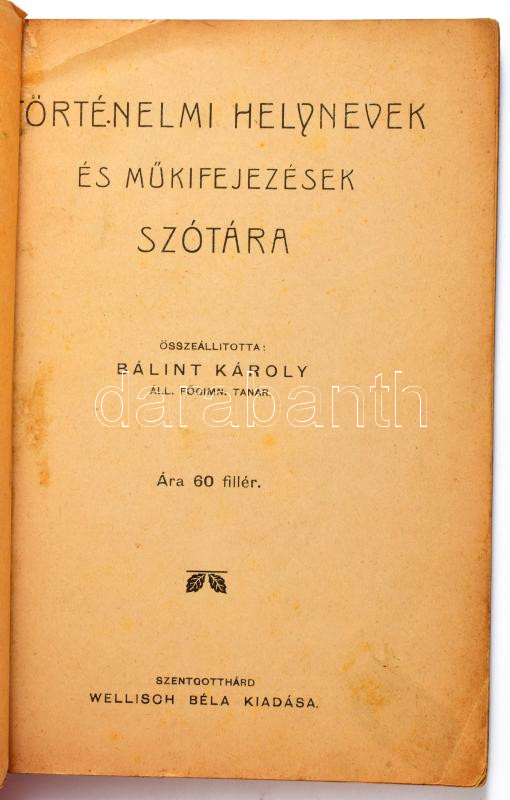 TÖRTÉNELMI HELYNEVEK
ÉS MŰKIFEJEZÉSEK
SZÓTÁRA
ÖSSZEÁLLITOTTA:
BÁLINT KÁROLY
ÁLL. FŐGIMN. TANÁR.
darabanth
Ára 60 fillér.
SZENTGOTTHÁRD
WELLISCH BÉLA KIADÁSA.